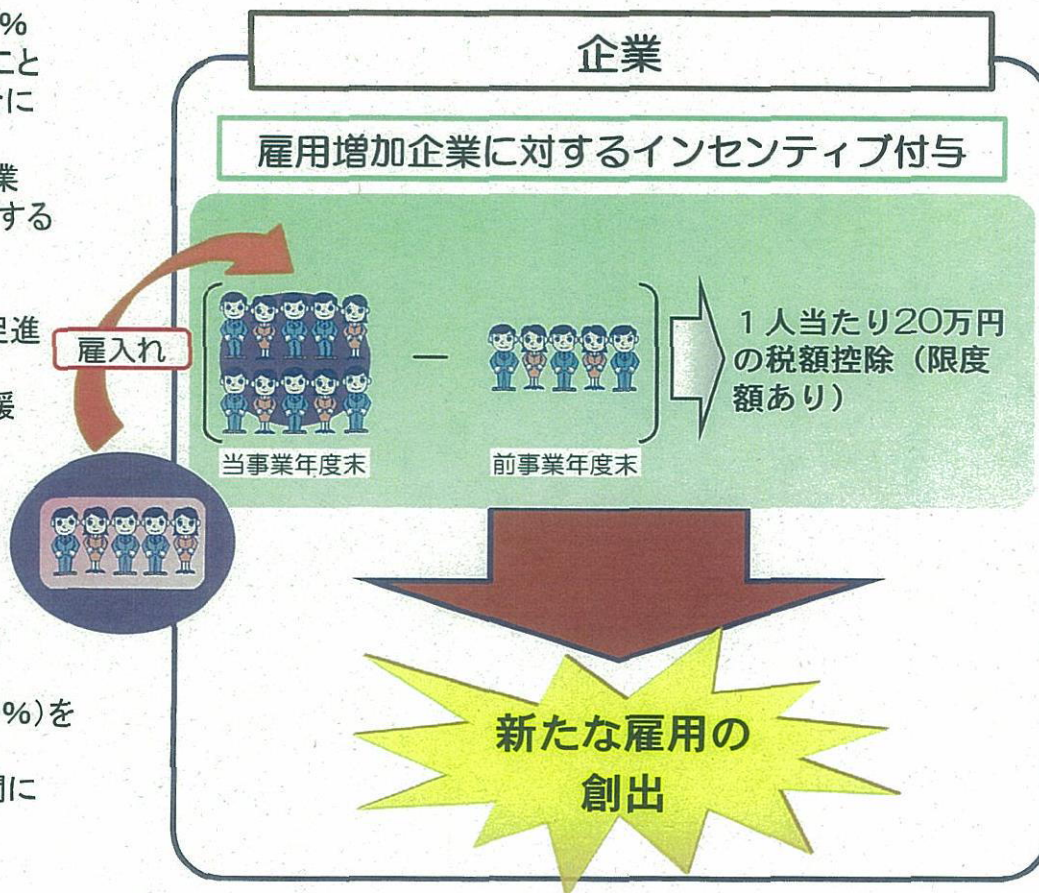 %
こと
に
業
する
促進
援
%)を
間に
企業
雇用増加企業に対するインセンティブ付与
雇入れ
当事業年度末
－
前事業年度末
1人当たり20万円
の税額控除（限度
額あり）
新たな雇用の
創出